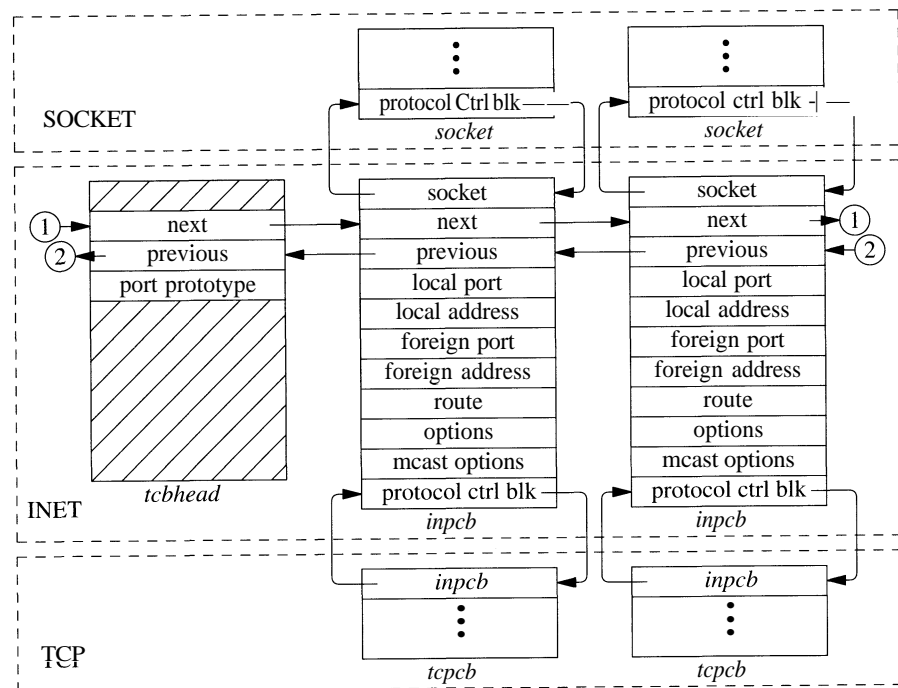 SOCKET
protocol Ctrl blk
socket
protocol ctrl blk
socket
INET
1
next
2
previous
port prototype
tcbhead
socket
next
previous
local port
local address
foreign port
foreign address
route
options
mcast options
protocol ctrl blk
inpcb
socket
next
1
previous
2
local port
local address
foreign port
foreign address
route
options
mcast options
protocol ctrl blk
inpcb
TCP
inpcb
tcpcb
inpcb
tcpcb